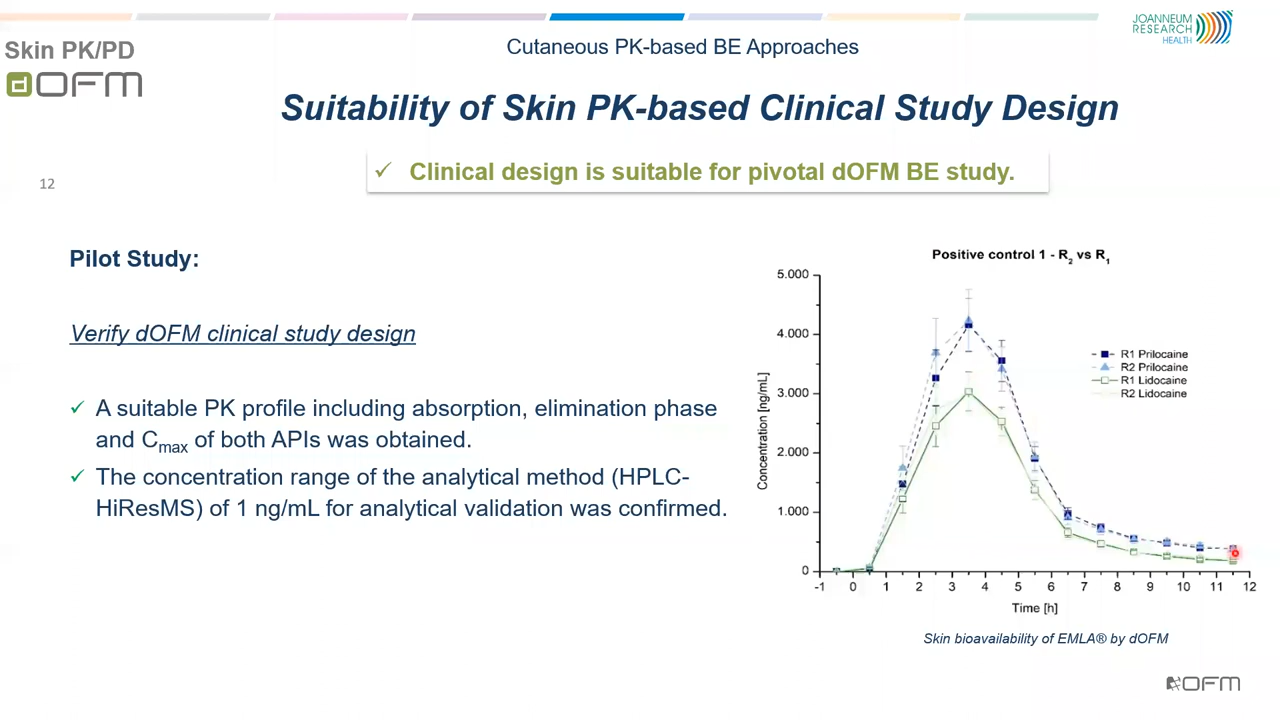 Skin PK/PD
dOFM
Cutaneous PK-based BE Approaches
JOANNEUM
RESEARCH
HEALTH
Suitability of Skin PK-based Clinical Study Design
✓ Clinical design is suitable for pivotal dOFM BE study.
12
Pilot Study:
Verify dOFM clinical study design
✓ A suitable PK profile including absorption, elimination phase
and Cmax of both APIs was obtained.
✓ The concentration range of the analytical method (HPLC-
HiResMS) of 1 ng/mL for analytical validation was confirmed.
Positive control 1 - R2 vs R1
5.000
4.000
3.000
2.000
1.000
0
Concentration [ng/mL]
R1 Prilocaine
R2 Prilocaine
R1 Lidocaine
R2 Lidocaine
-1 0 1 2 3 4 5 6 7 8 9 10 11 12
Time [h]
Skin bioavailability of EMLA® by dOFM
OFM